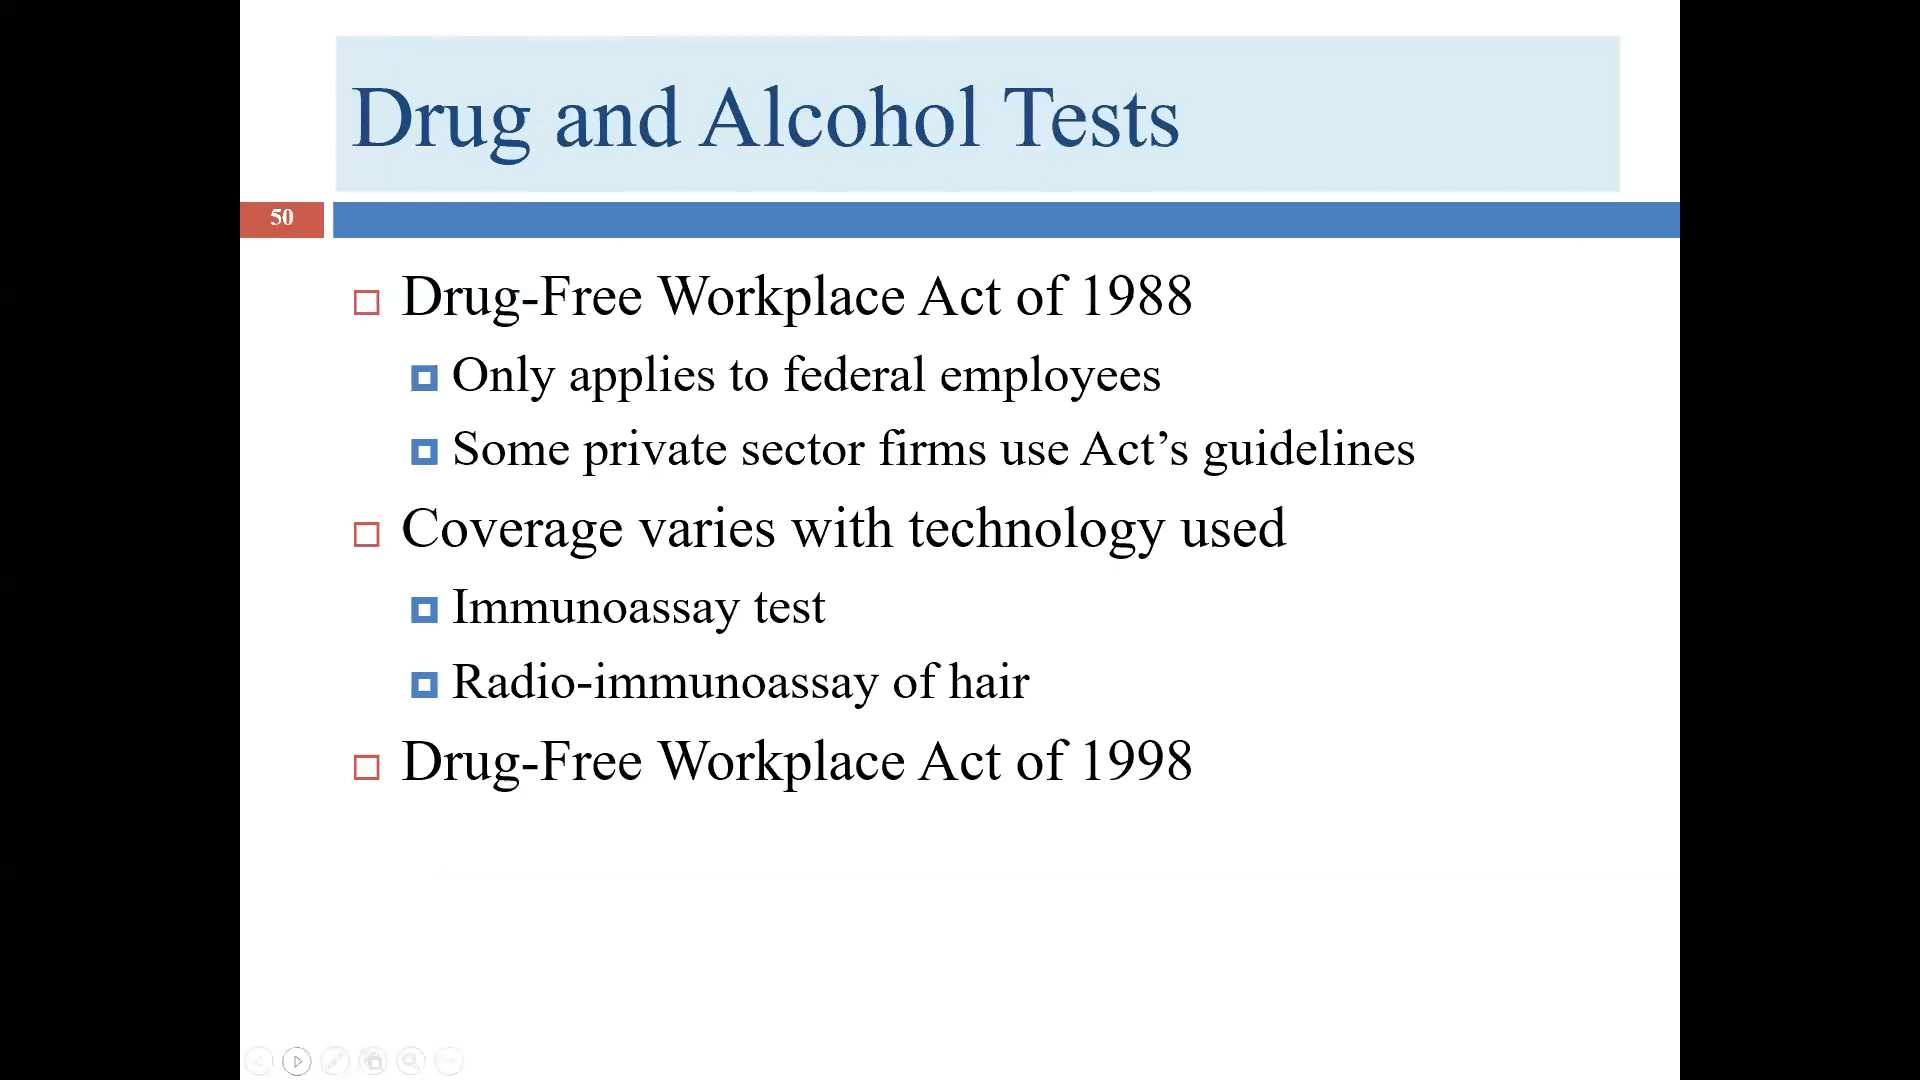 Drug and Alcohol Tests
50
Drug-Free Workplace Act of 1988
Only applies to federal employees
Some private sector firms use Act’s guidelines
Coverage varies with technology used
Immunoassay test
Radio-immunoassay of hair
Drug-Free Workplace Act of 1998